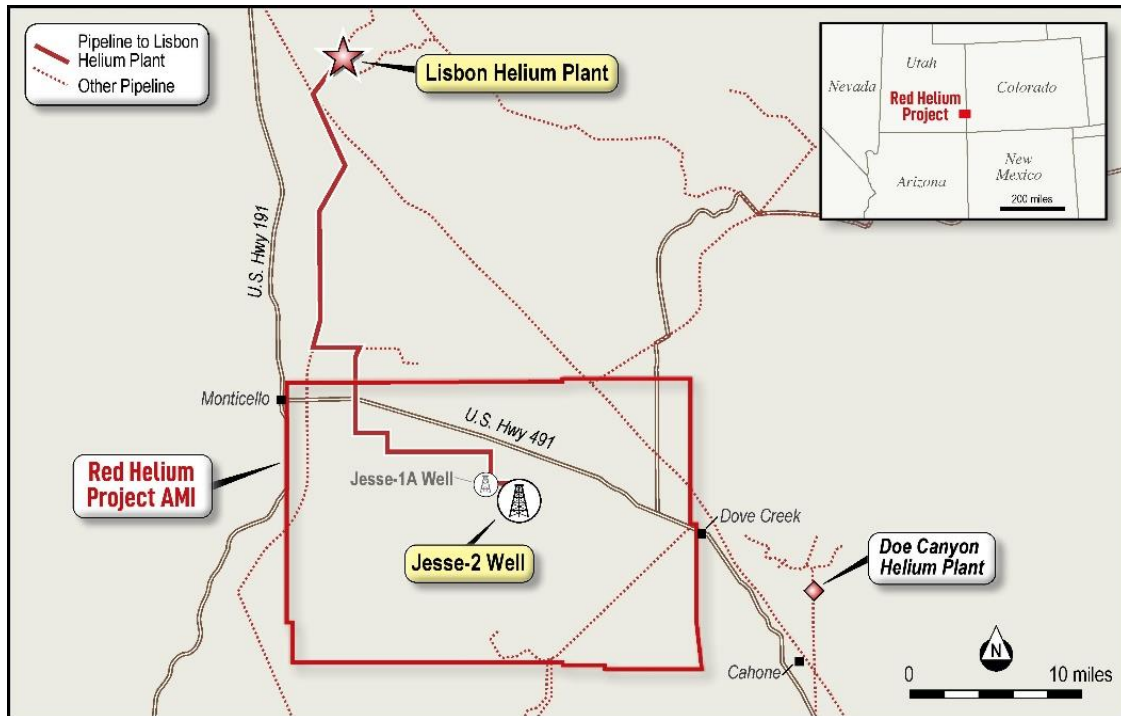 Pipeline to Lisbon
Helium Plant
Other Pipeline
Lisbon Helium Plant
Utah
Nevada
Colorado
Red Helium
Project
Arizona
New
Mexico
200 miles
U.S. Hwy 191
Monticello
U.S. Hwy 491
Red Helium
Project AMI
Jesse-1A Well
Jesse-2 Well
Dove Creek
Doe Canyon
Helium Plant
Cahone
N
0
10 miles